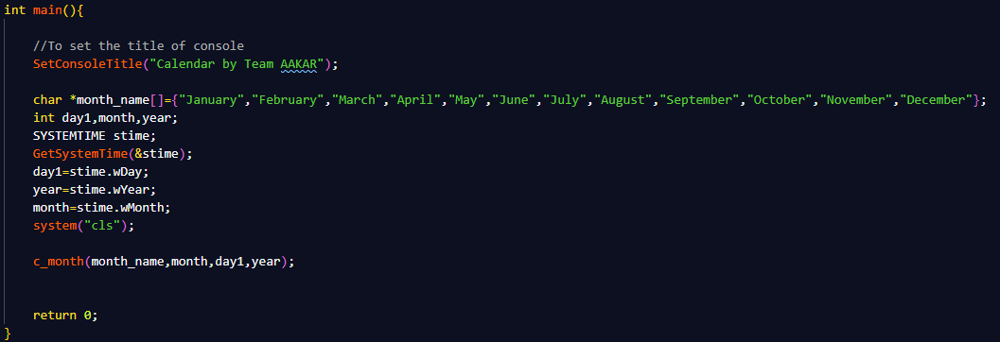 int main(){
//To set the title of console
SetConsoleTitle("Calendar by Team AAKAR");
char *month_name[]={"January","February","March","April","May","June","July","August","September","October","November","December"};
int day1,month,year;
SYSTEMTIME stime;
GetSystemTime(&stime);
day1=stime.wDay;
year=stime.wYear;
month=stime.wMonth;
system("cls");
c_month(month_name,month,day1,year);
return 0;
}